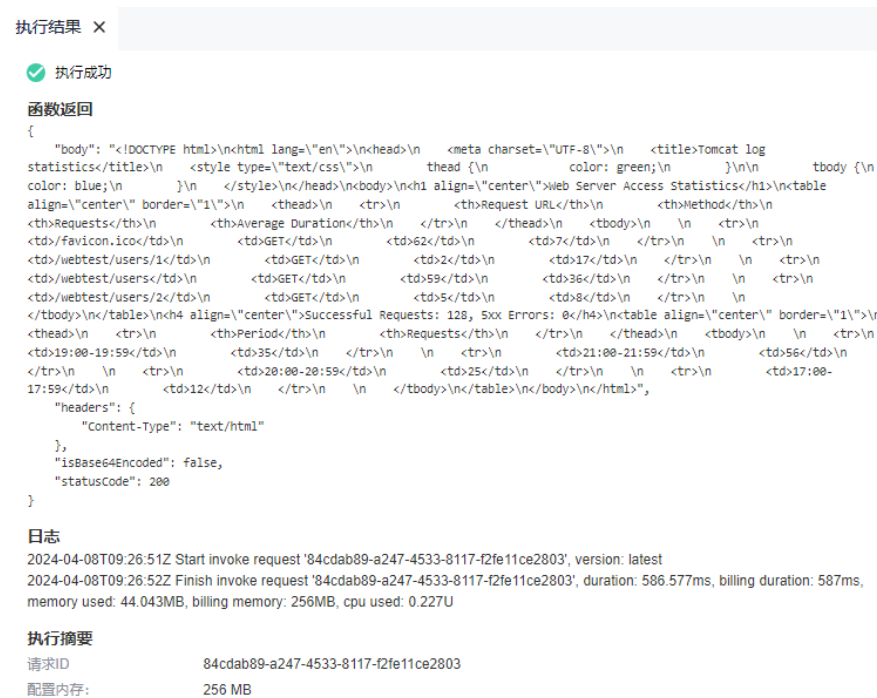 执行结果 ×
执行成功
函数返回
{
    "body": "<!DOCTYPE html>\n<html lang=\"en\">\n<head>\n    <meta charset=\"UTF-8\">\n    <title>Tomcat log
statistics</title>\n    <style type=\"text/css\">\n        thead {\n            color: green;\n        }\n\n        tbody {\n
color: blue;\n        }\n    </style>\n</head>\n<body>\n<h1 align=\"center\">Web Server Access Statistics</h1>\n<table
align=\"center\" border=\"1\">\n    <thead>\n    <tr>\n        <th>Request URL</th>\n        <th>Method</th>\n
<th>Requests</th>\n        <th>Average Duration</th>\n    </tr>\n    </thead>\n    <tbody>\n    \n    <tr>\n
<td>/favicon.ico</td>\n        <td>GET</td>\n        <td>62</td>\n        <td>7</td>\n    </tr>\n    \n    <tr>\n
<td>/webtest/users/1</td>\n        <td>GET</td>\n        <td>2</td>\n        <td>17</td>\n    </tr>\n    \n    <tr>\n
<td>/webtest/users</td>\n        <td>GET</td>\n        <td>59</td>\n        <td>36</td>\n    </tr>\n    \n    <tr>\n
<td>/webtest/users/2</td>\n        <td>GET</td>\n        <td>5</td>\n        <td>8</td>\n    </tr>\n    \n
</tbody>\n</table>\n<h4 align=\"center\">Successful Requests: 128, 5xx Errors: 0</h4>\n<table align=\"center\" border=\"1\">\n
<thead>\n    <tr>\n        <th>Period</th>\n        <th>Requests</th>\n    </tr>\n    </thead>\n    <tbody>\n    \n    <tr>\n
<td>19:00-19:59</td>\n        <td>35</td>\n    </tr>\n    \n    <tr>\n        <td>21:00-21:59</td>\n        <td>56</td>\n
</tr>\n    \n    <tr>\n        <td>20:00-20:59</td>\n        <td>25</td>\n    </tr>\n    \n    <tr>\n        <td>17:00-
17:59</td>\n        <td>12</td>\n    </tr>\n    \n    </tbody>\n</table>\n</body>\n</html>",
    "headers": {
        "Content-Type": "text/html"
    },
    "isBase64Encoded": false,
    "statusCode": 200
}
日志
2024-04-08T09:26:51Z Start invoke request '84cdab89-a247-4533-8117-f2fe11ce2803', version: latest
2024-04-08T09:26:52Z Finish invoke request '84cdab89-a247-4533-8117-f2fe11ce2803', duration: 586.577ms, billing duration: 587ms,
memory used: 44.043MB, billing memory: 256MB, cpu used: 0.227U
执行摘要
请求ID 84cdab89-a247-4533-8117-f2fe11ce2803
配置内存: 256 MB